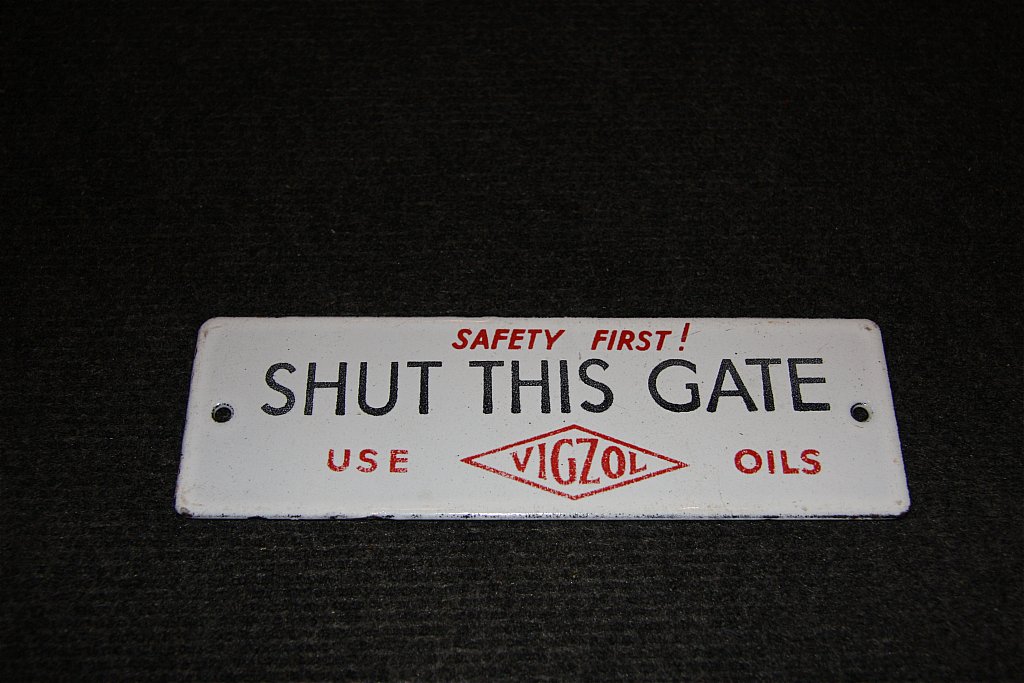 SAFETY FIRST!
SHUT THIS GATE
USE VIGZOL OILS